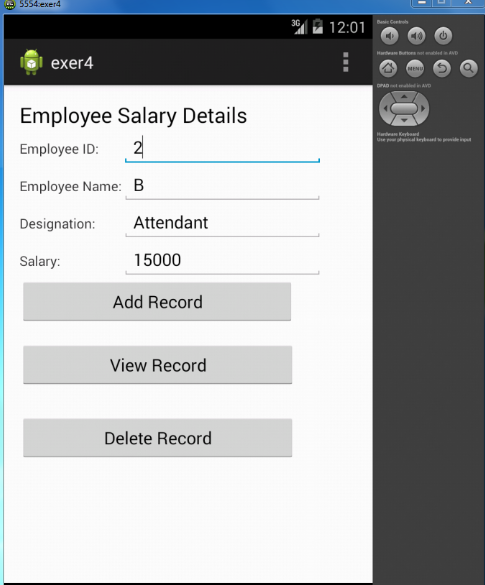 5554:exer4
3G 12:01
exer4
Employee Salary Details
Employee ID: 2
Employee Name: B
Designation: Attendant
Salary: 15000
Add Record
View Record
Delete Record
Basic Controls
Hardware Buttons not enabled in AVD
MENU
DPAD not enabled in AVD
Hardware Keyboard
Use your physical keyboard to provide input